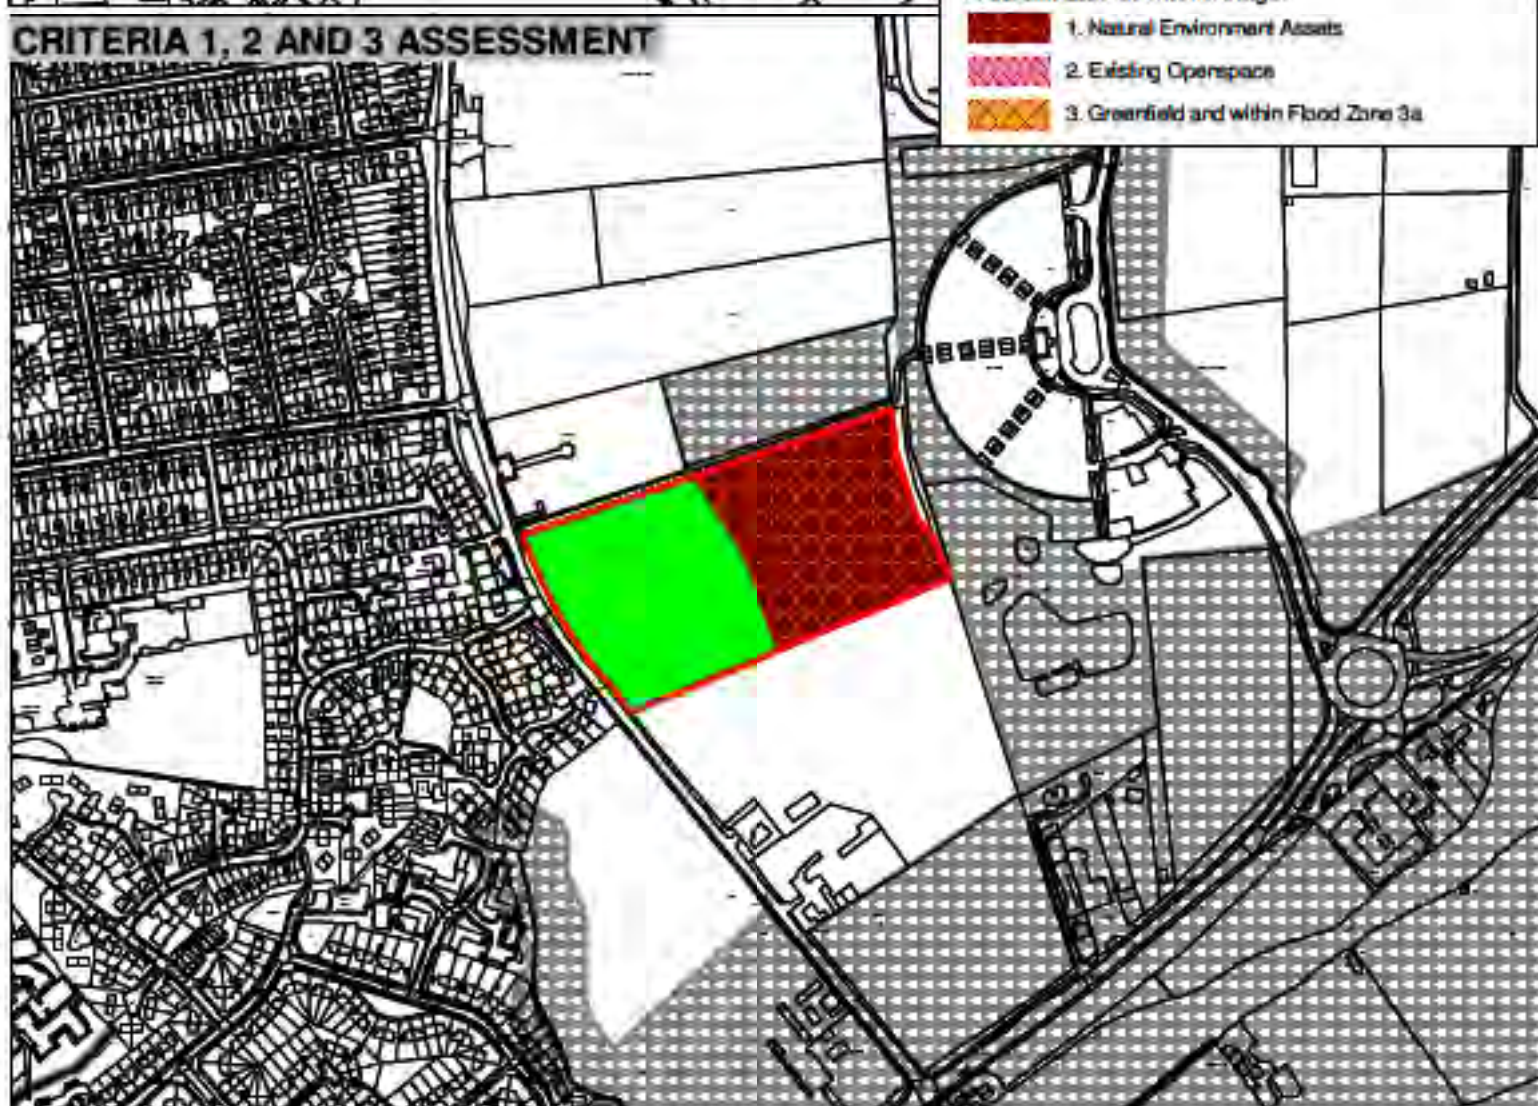 CRITERIA 1, 2 AND 3 ASSESSMENT
1. Natural Environment Assets
2. Existing Openspace
3. Greenfield and within Flood Zone 3a